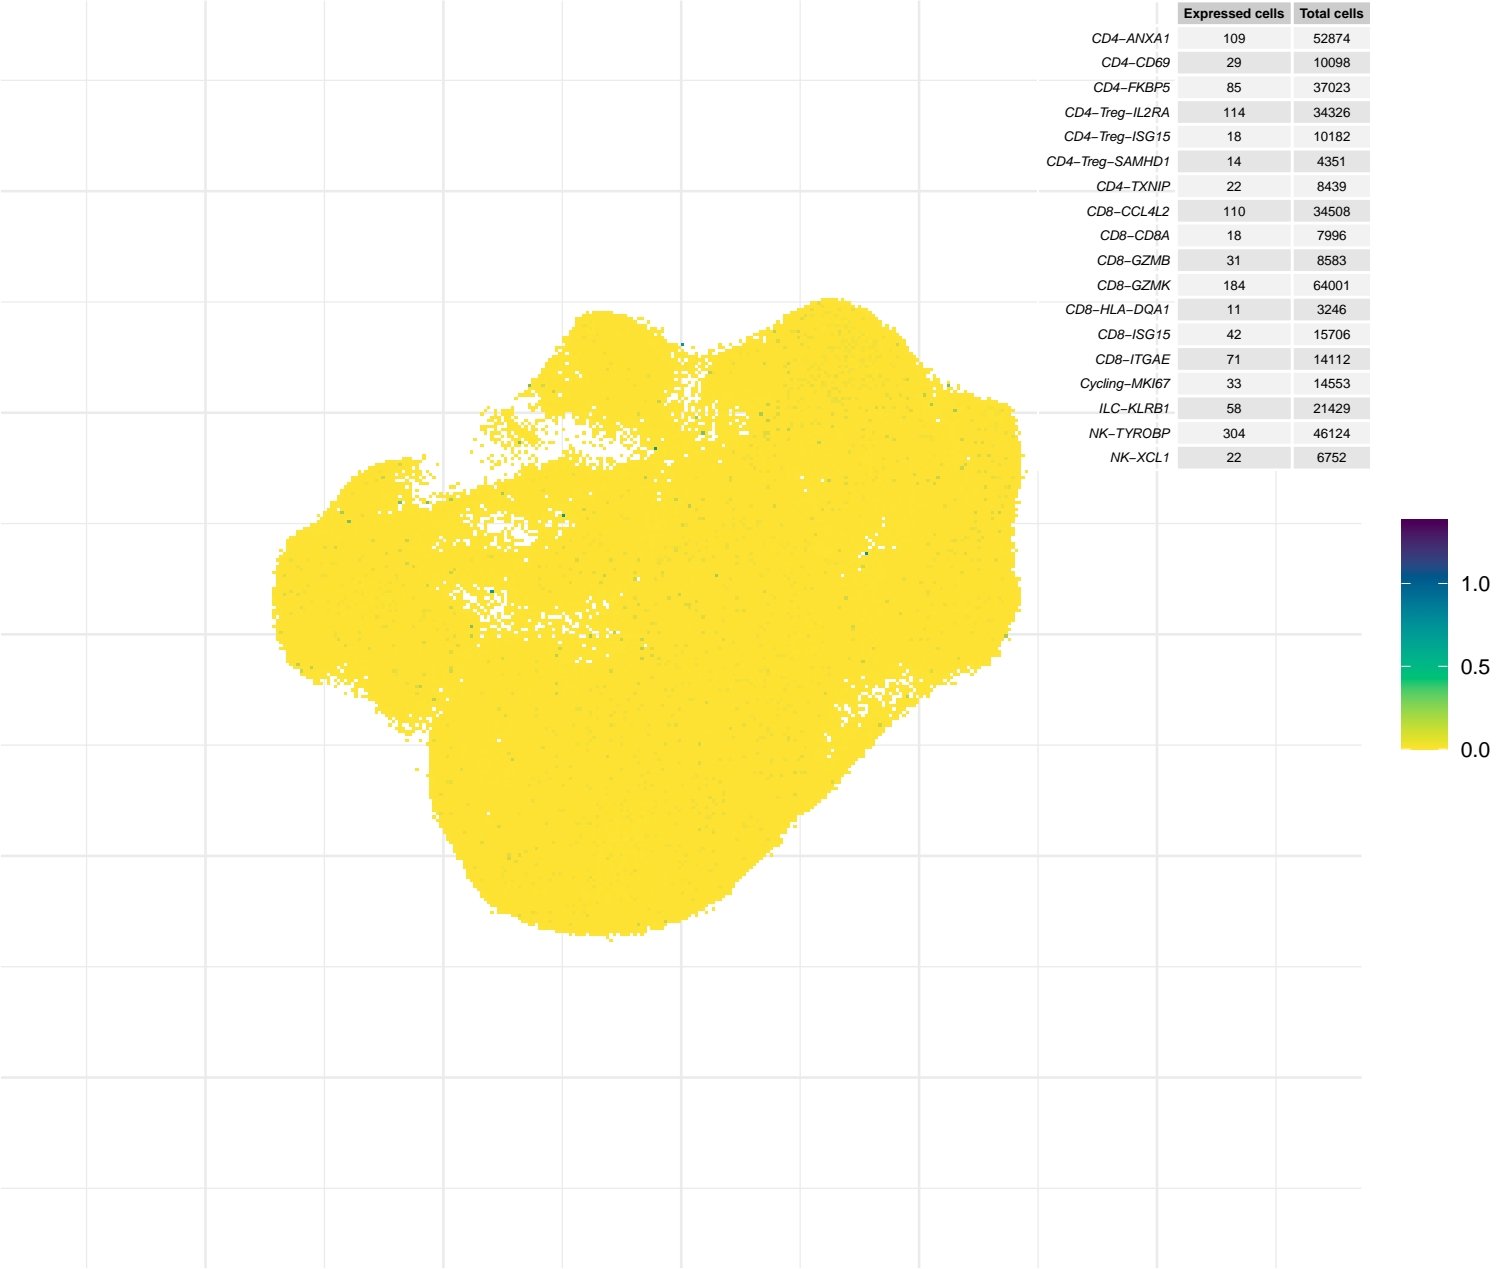 Expressed cells Total cells
CD4−ANXA1 109 52874
CD4−CD69 29 10098
CD4−FKBP5 85 37023
CD4−Treg−IL2RA 114 34326
CD4−Treg−ISG15 18 10182
CD4−Treg−SAMHD1 14 4351
CD4−TXNIP 22 8439
CD8−CCL4L2 110 34508
CD8−CD8A 18 7996
CD8−GZMB 31 8583
CD8−GZMK 184 64001
CD8−HLA−DQA1 11 3246
CD8−ISG15 42 15706
CD8−ITGAE 71 14112
Cycling−MKI67 33 14553
ILC−KLRB1 58 21429
NK−TYROBP 304 46124
NK−XCL1 22 6752
1.0
0.5
0.0